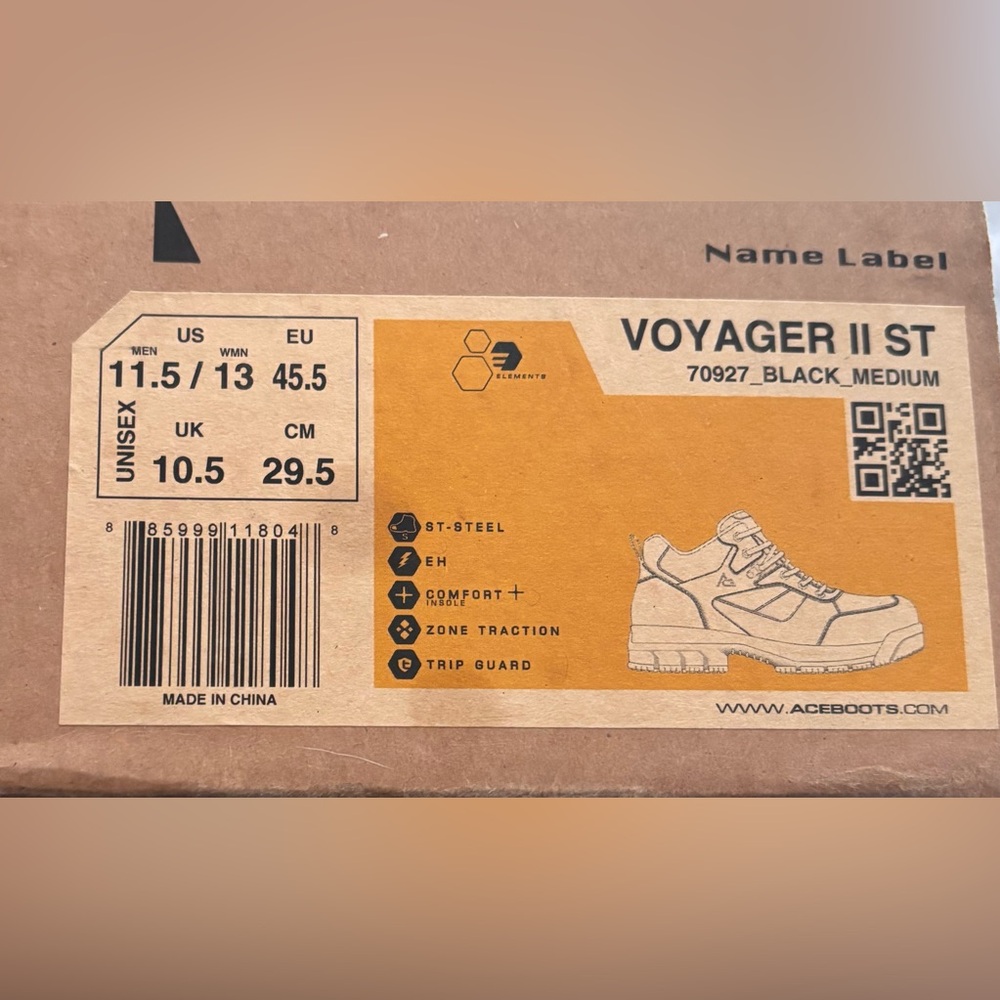 Name Label
US EU
MEN WMN
11.5 / 13 45.5
UNISEX
UK CM
10.5 29.5
8 85999 11804 8
MADE IN CHINA
ELEMENTS
VOYAGER II ST
70927_BLACK_MEDIUM
S ST-STEEL
EH
COMFORT +
INSOLE
ZONE TRACTION
TRIP GUARD
WWW.ACEBOOTS.COM